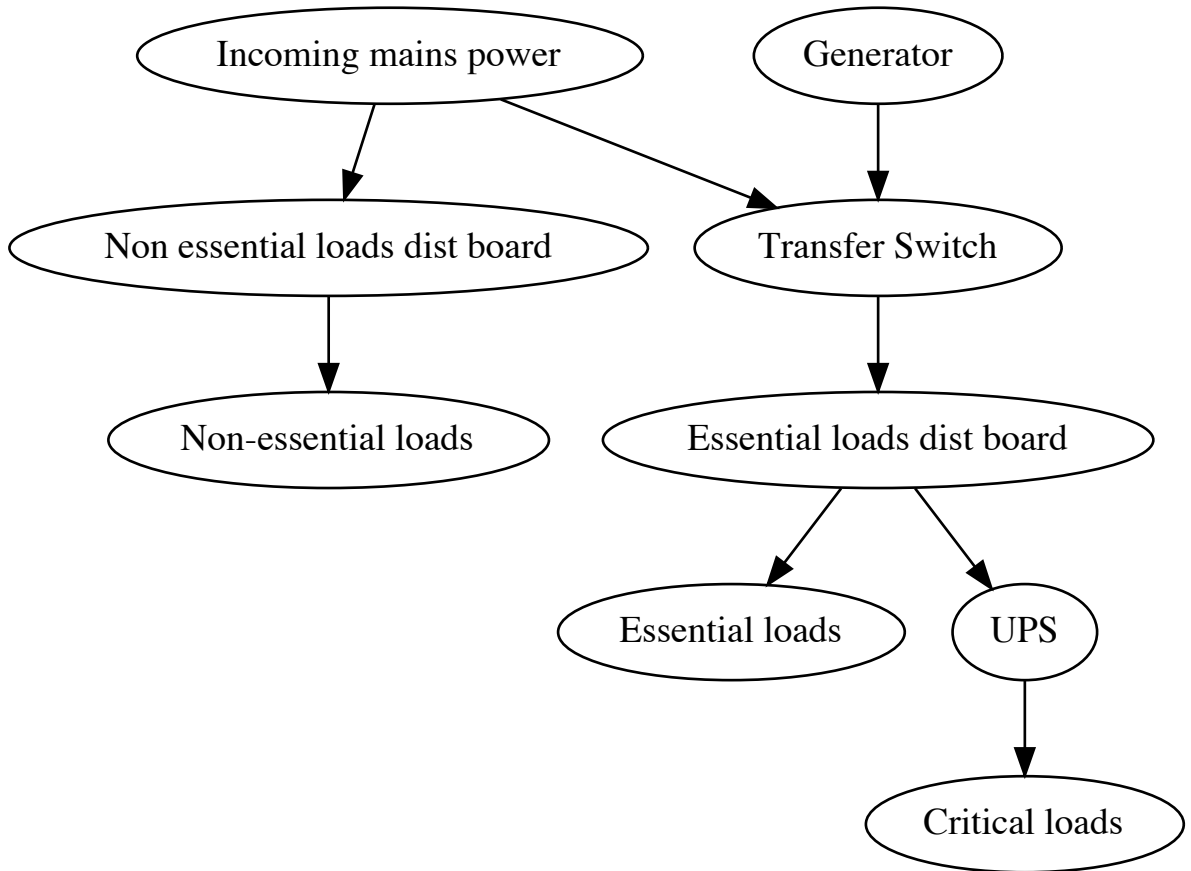 Incoming mains power
Generator
Non essential loads dist board
Transfer Switch
Non-essential loads
Essential loads dist board
Essential loads
UPS
Critical loads